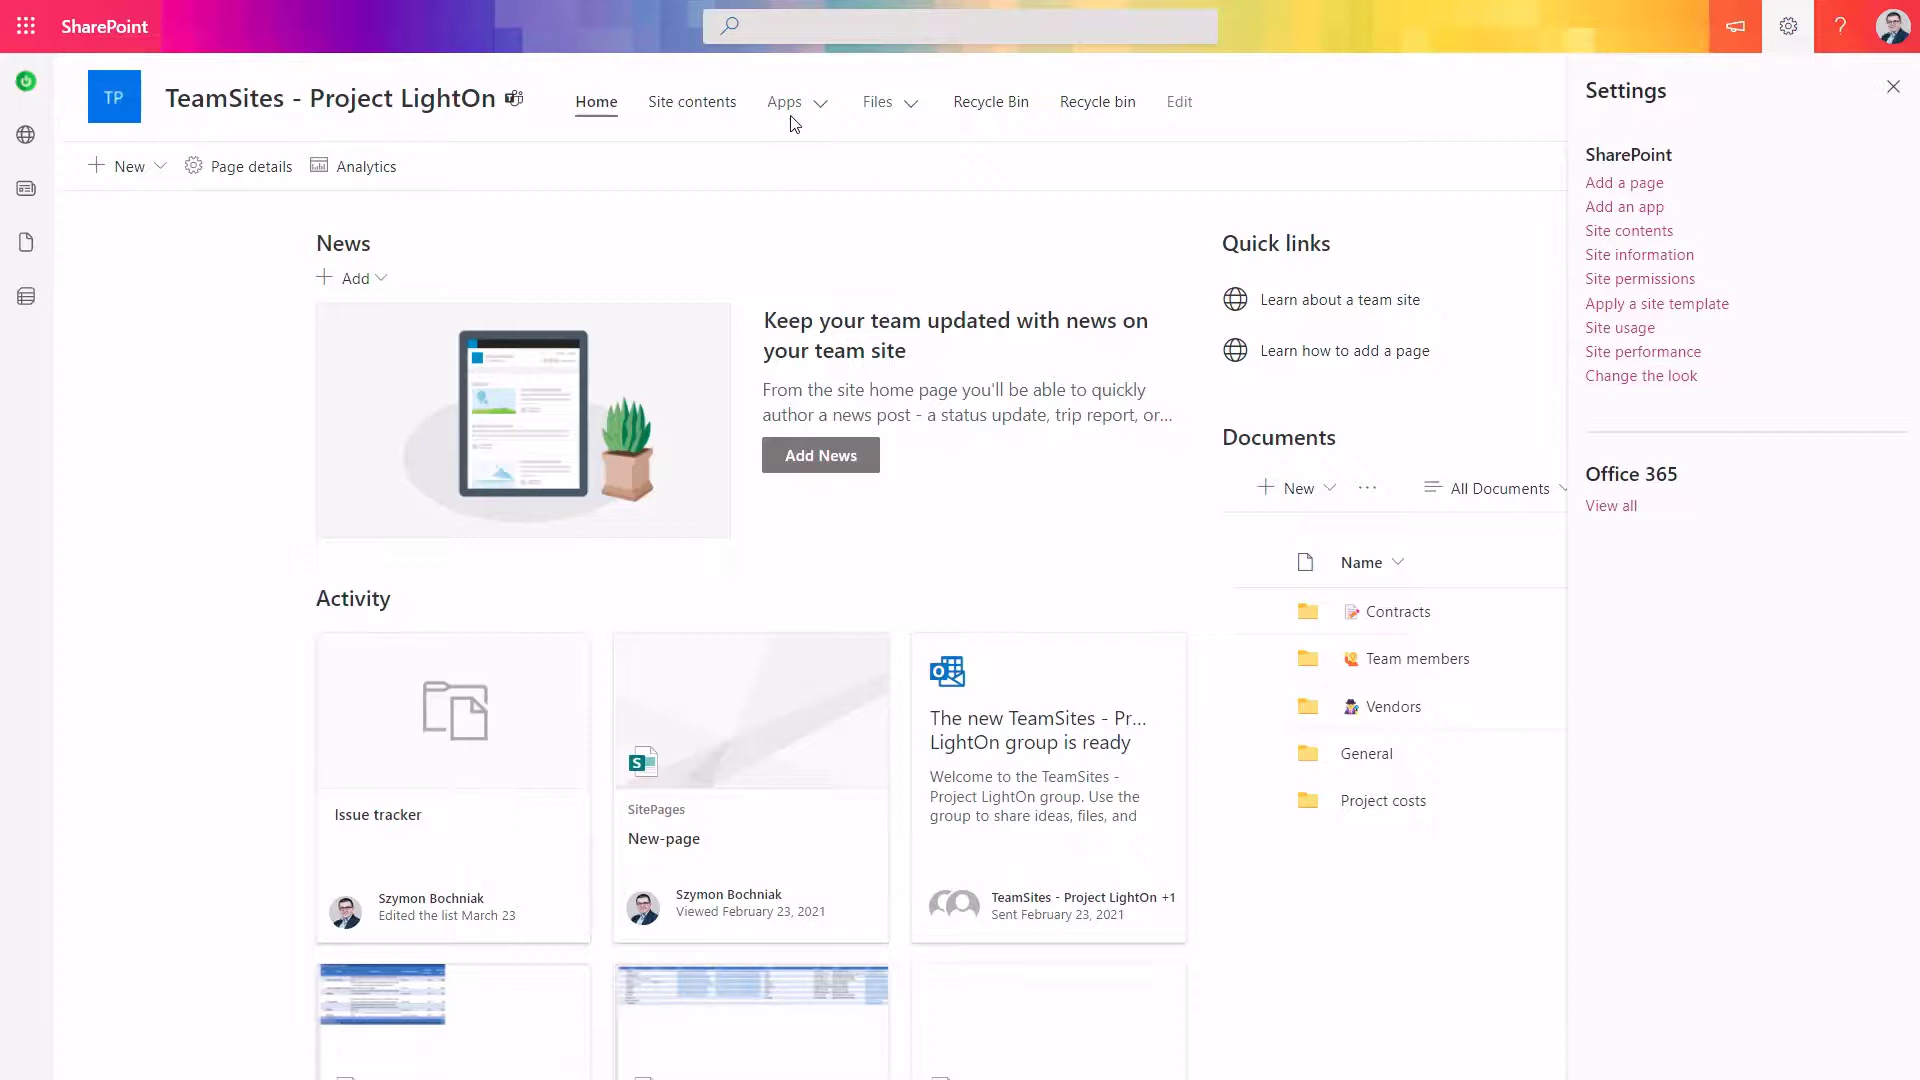 SharePoint
TP
TeamSites - Project LightOn
Home
Site contents
Apps
Files
Recycle Bin
Recycle bin
Edit
New
Page details
Analytics
News
Add
Keep your team updated with news on
your team site
From the site home page you'll be able to quickly
author a news post - a status update, trip report, or...
Add News
Activity
Issue tracker
Szymon Bochniak
Edited the list March 23
S
SitePages
New-page
Szymon Bochniak
Viewed February 23, 2021
The new TeamSites - Pr...
LightOn group is ready
Welcome to the TeamSites -
Project LightOn group. Use the
group to share ideas, files, and
TeamSites - Project LightOn +1
Sent February 23, 2021
Quick links
Learn about a team site
Learn how to add a page
Documents
New
All Documents
Name
Contracts
Team members
Vendors
General
Project costs
Settings
SharePoint
Add a page
Add an app
Site contents
Site information
Site permissions
Apply a site template
Site usage
Site performance
Change the look
Office 365
View all